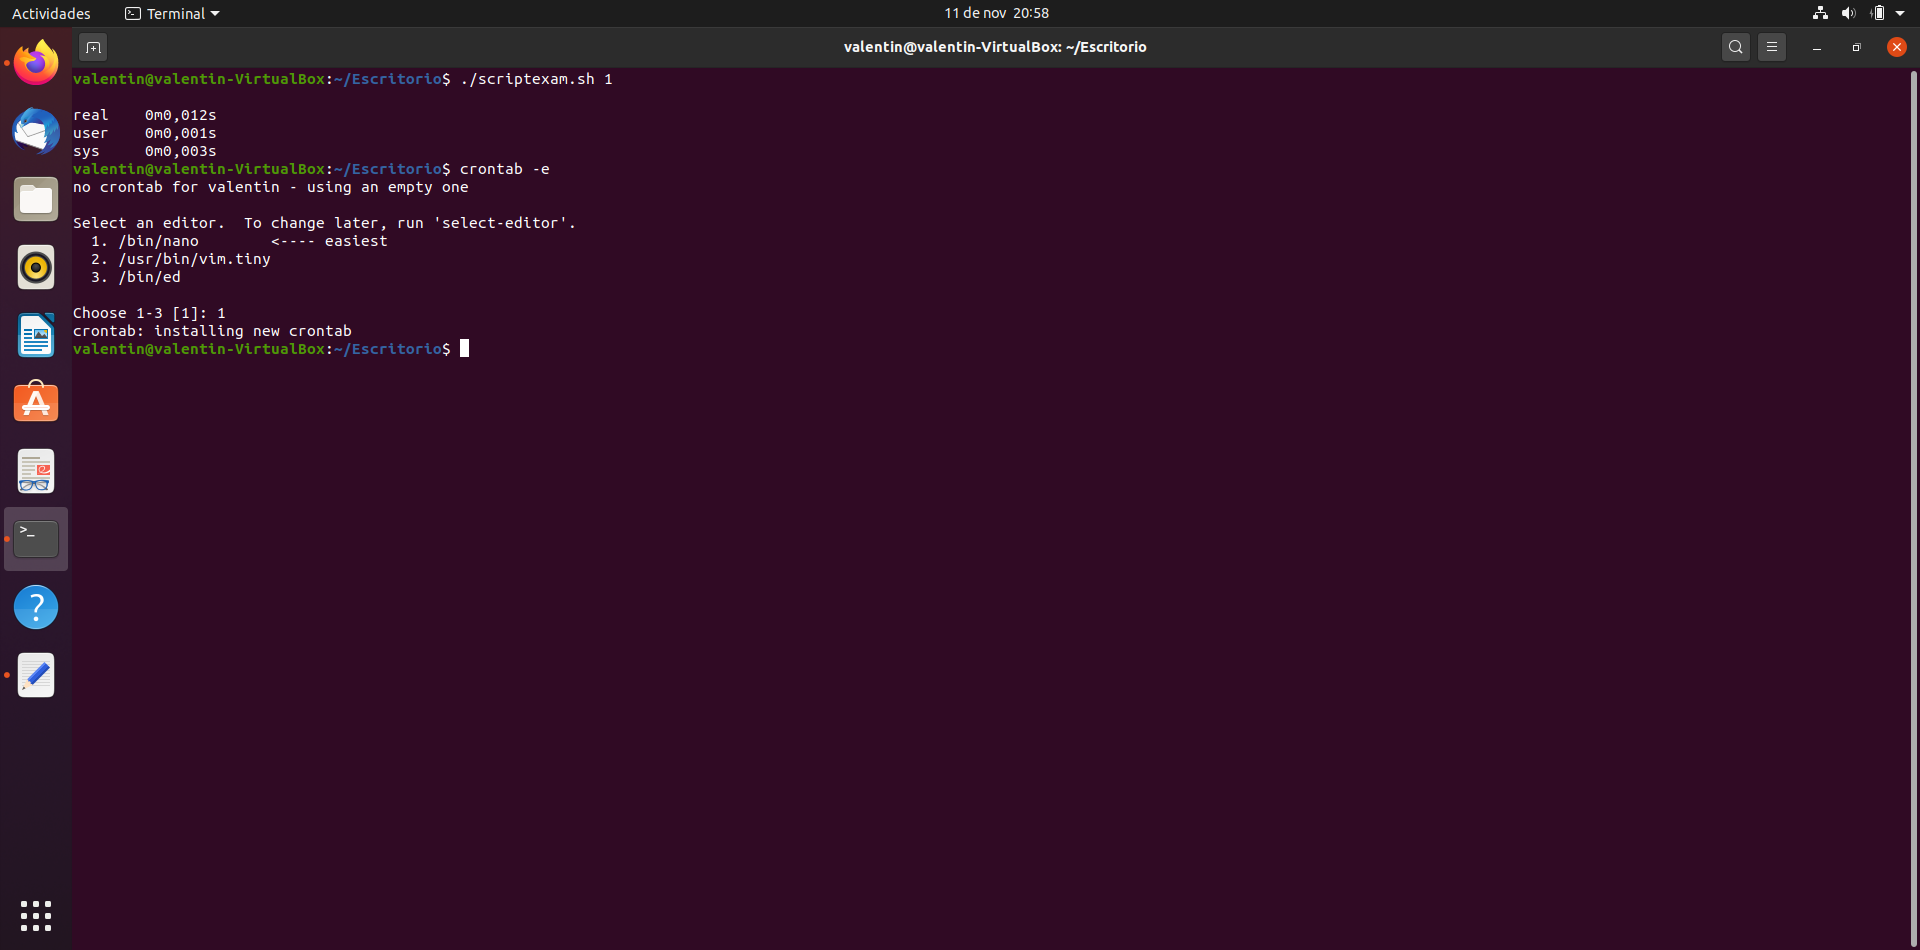 Actividades
Terminal
11 de nov 20:58
valentin@valentin-VirtualBox: ~/Escritorio
valentin@valentin-VirtualBox:~/Escritorio$ ./scriptexam.sh 1
real    0m0,012s
user    0m0,001s
sys     0m0,003s
valentin@valentin-VirtualBox:~/Escritorio$ crontab -e
no crontab for valentin - using an empty one
Select an editor.  To change later, run 'select-editor'.
  1. /bin/nano        <---- easiest
  2. /usr/bin/vim.tiny
  3. /bin/ed
Choose 1-3 [1]: 1
crontab: installing new crontab
valentin@valentin-VirtualBox:~/Escritorio$